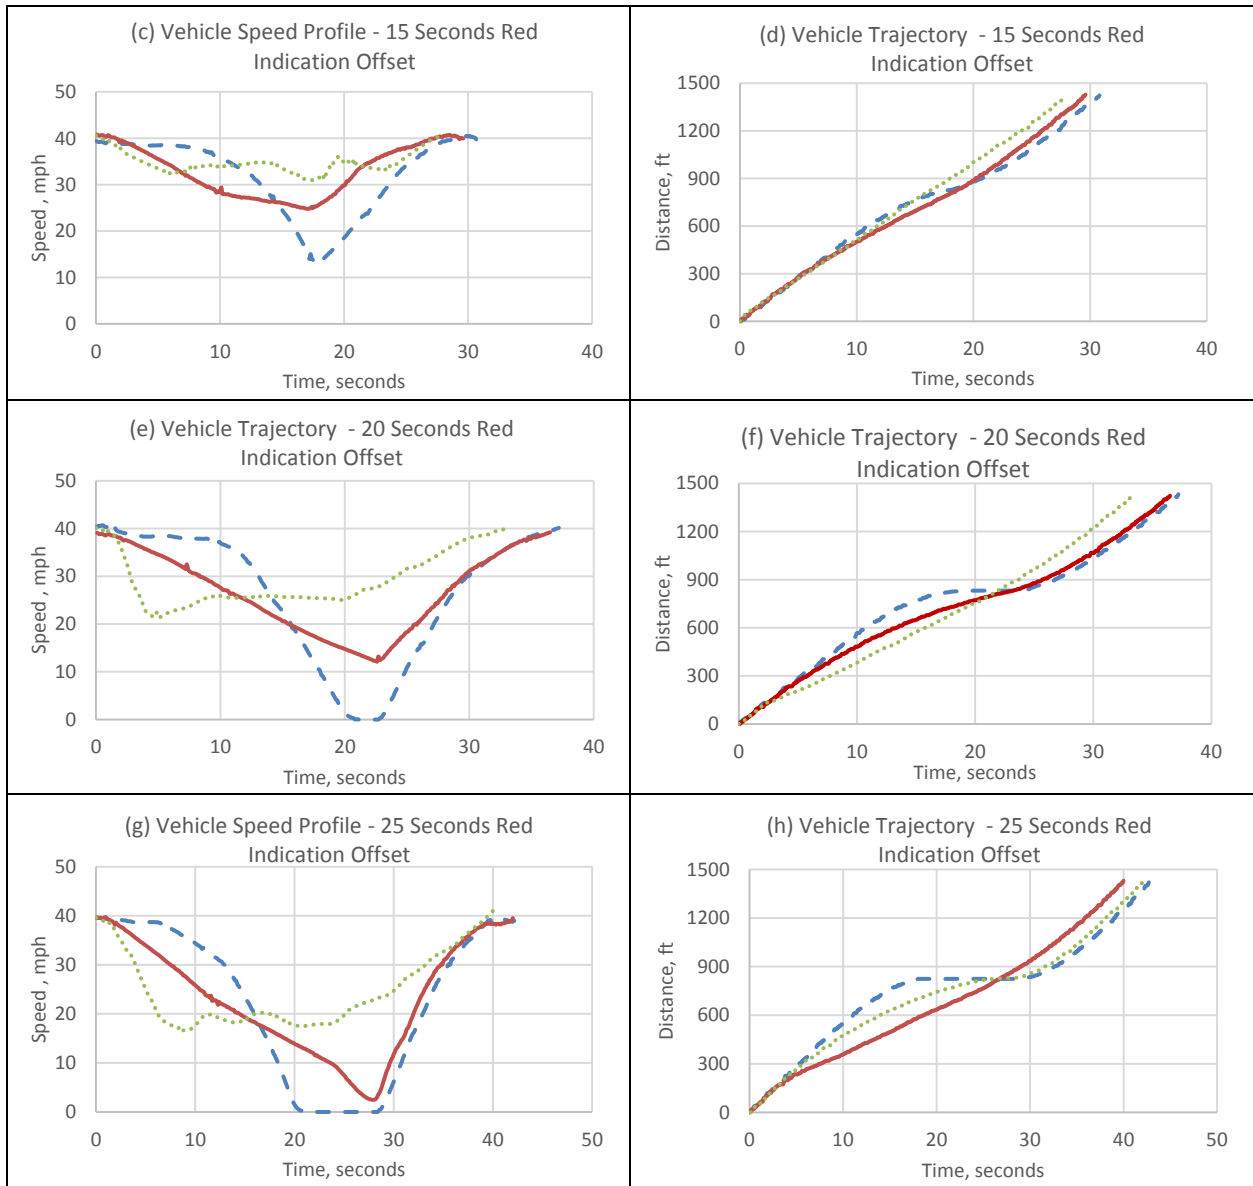 (c) Vehicle Speed Profile - 15 Seconds Red
Indication Offset
50
40
30
20
10
0
Speed , mph
0 10 20 30 40
Time, seconds
(d) Vehicle Trajectory - 15 Seconds Red
Indication Offset
1500
1200
900
600
300
0
Distance, ft
0 10 20 30 40
Time, seconds
(e) Vehicle Trajectory - 20 Seconds Red
Indication Offset
50
40
30
20
10
0
Speed , mph
0 10 20 30 40
Time, seconds
(f) Vehicle Trajectory - 20 Seconds Red
Indication Offset
1500
1200
900
600
300
0
Distance, ft
0 10 20 30 40
Time, seconds
(g) Vehicle Speed Profile - 25 Seconds Red
Indication Offset
50
40
30
20
10
0
Speed , mph
0 10 20 30 40 50
Time, seconds
(h) Vehicle Trajectory - 25 Seconds Red
Indication Offset
1500
1200
900
600
300
0
Distance, ft
0 10 20 30 40 50
Time, seconds